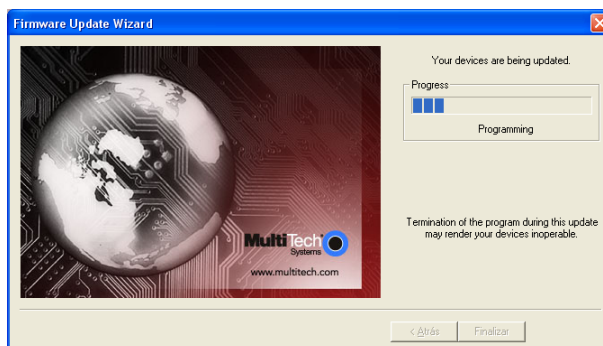 Firmware Update Wizard
Your devices are being updated.
Progress
Programming
Termination of the program during this update
may render your devices inoperable.
MultiTech
Systems
www.multitech.com
< Atrás
Finalizar